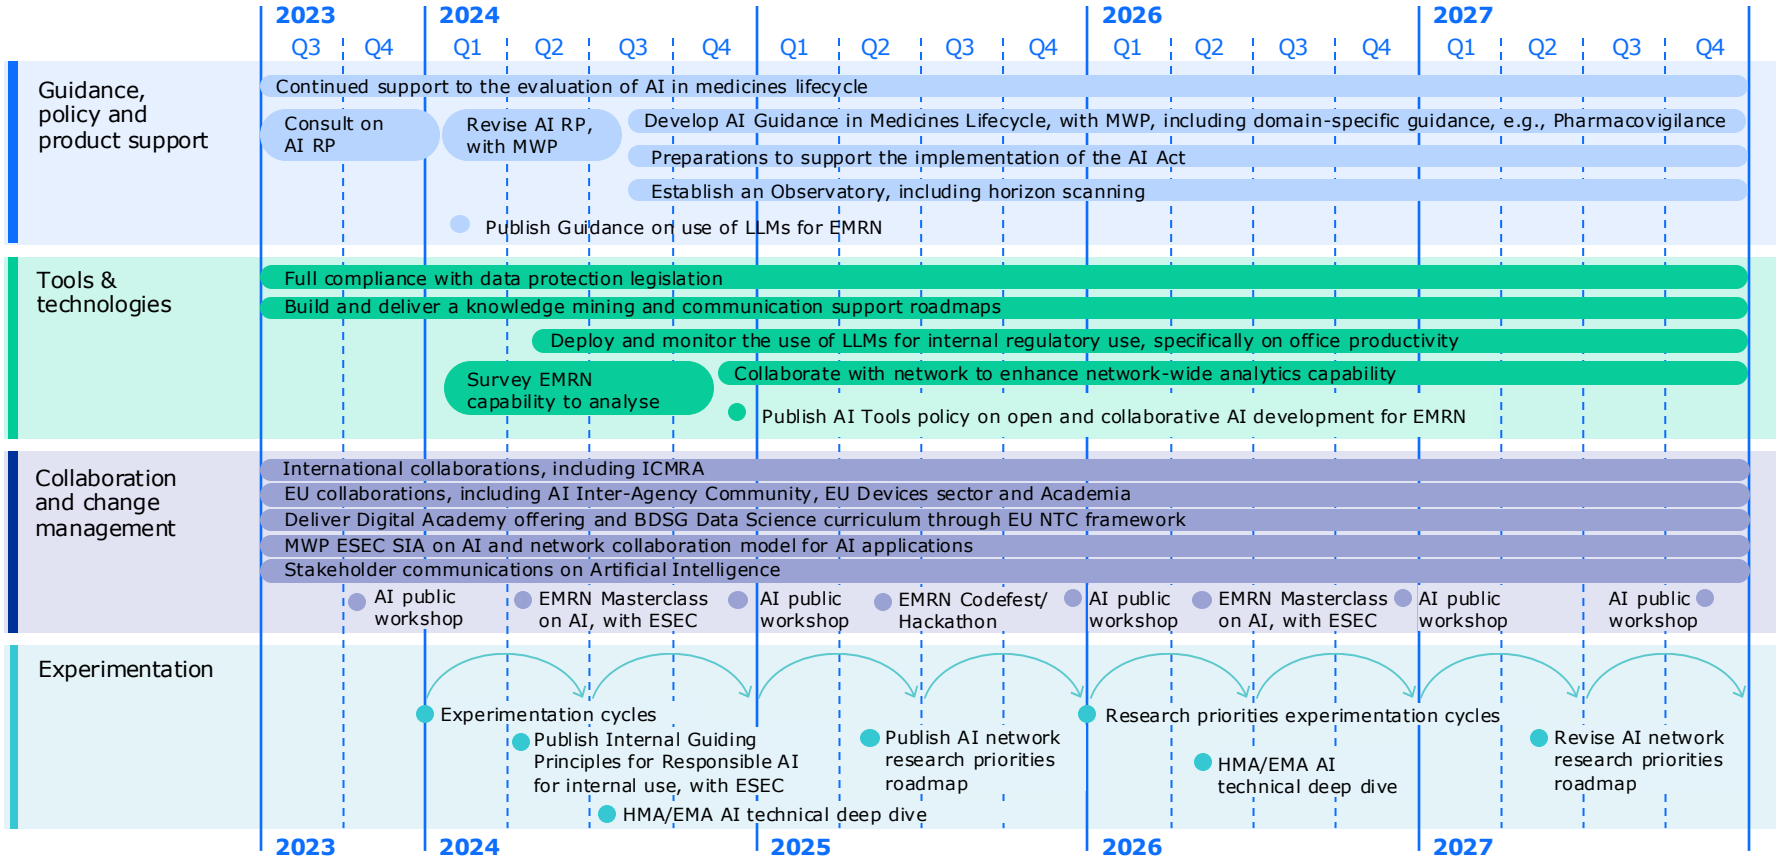 2023
2024
2026
2027
Q3
Q4
Q1
Q2
Q3
Q4
Q1
Q2
Q3
Q4
Q1
Q2
Q3
Q4
Q1
Q2
Q3
Q4
Guidance,
policy and
product support
Continued support to the evaluation of AI in medicines lifecycle
Consult on
AI RP
Revise AI RP,
with MWP
Develop AI Guidance in Medicines Lifecycle, with MWP, including domain-specific guidance, e.g., Pharmacovigilance
Preparations to support the implementation of the AI Act
Establish an Observatory, including horizon scanning
Publish Guidance on use of LLMs for EMRN
Tools &
technologies
Full compliance with data protection legislation
Build and deliver a knowledge mining and communication support roadmaps
Deploy and monitor the use of LLMs for internal regulatory use, specifically on office productivity
Survey EMRN
capability to analyse
Collaborate with network to enhance network-wide analytics capability
Publish AI Tools policy on open and collaborative AI development for EMRN
Collaboration
and change
management
International collaborations, including ICMRA
EU collaborations, including AI Inter-Agency Community, EU Devices sector and Academia
Deliver Digital Academy offering and BDSG Data Science curriculum through EU NTC framework
MWP ESEC SIA on AI and network collaboration model for AI applications
Stakeholder communications on Artificial Intelligence
AI public
workshop
EMRN Masterclass
on AI, with ESEC
AI public
workshop
EMRN Codefest/
Hackathon
AI public
workshop
EMRN Masterclass
on AI, with ESEC
AI public
workshop
AI public
workshop
Experimentation
Experimentation cycles
Publish Internal Guiding
Principles for Responsible AI
for internal use, with ESEC
HMA/EMA AI technical deep dive
Publish AI network
research priorities
roadmap
Research priorities experimentation cycles
HMA/EMA AI
technical deep dive
Revise AI network
research priorities
roadmap
2023
2024
2025
2026
2027